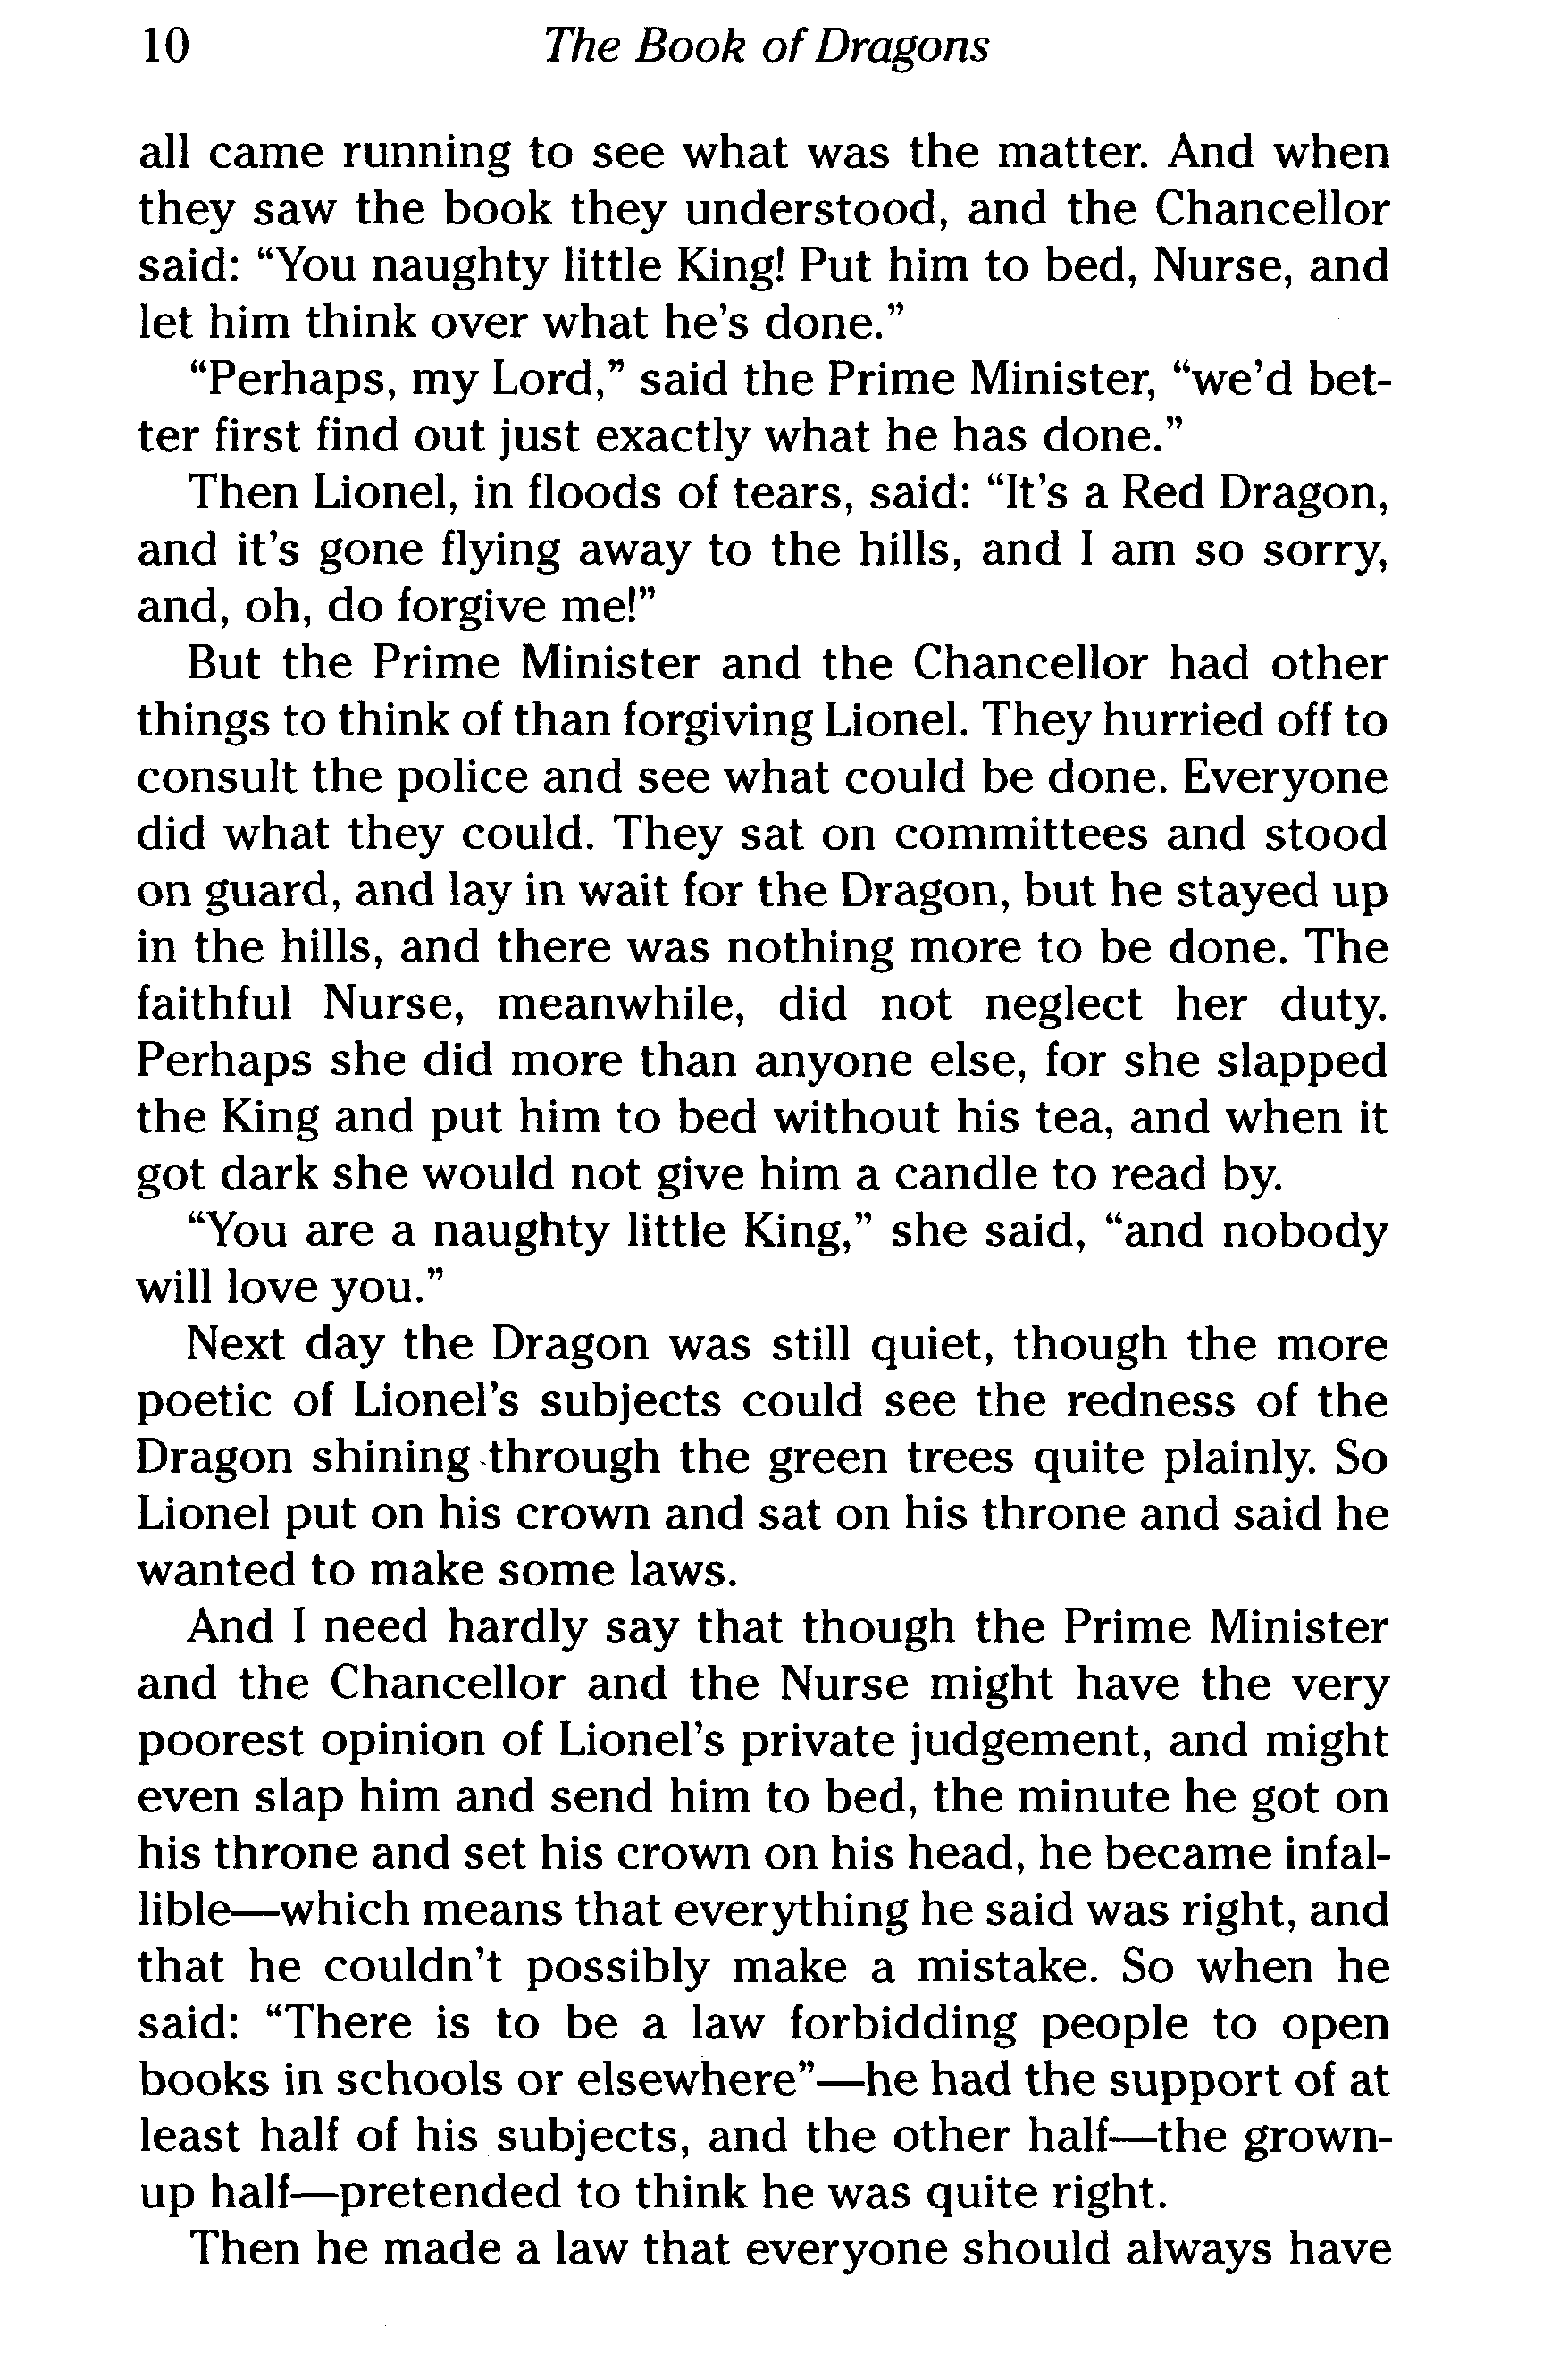 10 The Book of Dragons
all came running to see what was the matter. And when
they saw the book they understood, and the Chancellor
said: “You naughty little King! Put him to bed, Nurse, and
let him think over what he’s done.”
“Perhaps, my Lord,” said the Prime Minister, “we’d bet-
ter first find out just exactly what he has done.”
Then Lionel, in floods of tears, said: “It’s a Red Dragon,
and it’s gone flying away to the hills, and I am so sorry,
and, oh, do forgive me!”
But the Prime Minister and the Chancellor had other
things to think of than forgiving Lionel. They hurried off to
consult the police and see what could be done. Everyone
did what they could. They sat on committees and stood
on guard, and lay in wait for the Dragon, but he stayed up
in the hills, and there was nothing more to be done. The
faithful Nurse, meanwhile, did not neglect her duty.
Perhaps she did more than anyone else, for she slapped
the King and put him to bed without his tea, and when it
got dark she would not give him a candle to read by.
“You are a naughty little King,” she said, “and nobody
will love you.”
Next day the Dragon was still quiet, though the more
poetic of Lionel’s subjects could see the redness of the
Dragon shining through the green trees quite plainly. So
Lionel put on his crown and sat on his throne and said he
wanted to make some laws.
And I need hardly say that though the Prime Minister
and the Chancellor and the Nurse might have the very
poorest opinion of Lionel’s private judgement, and might
even slap him and send him to bed, the minute he got on
his throne and set his crown on his head, he became infal-
lible—which means that everything he said was right, and
that he couldn’t possibly make a mistake. So when he
said: “There is to be a law forbidding people to open
books in schools or elsewhere”—he had the support of at
least half of his subjects, and the other half—the grown-
up half—pretended to think he was quite right.
Then he made a law that everyone should always have